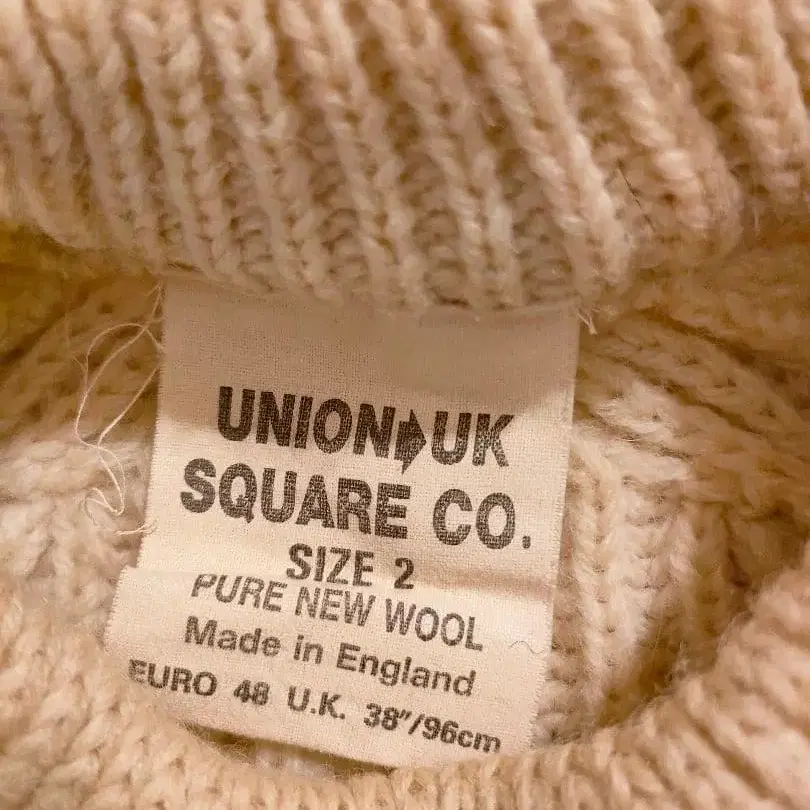 UNION UK
SQUARE CO.
SIZE 2
PURE NEW WOOL
Made in England
EURO 48 U.K. 38"/96cm